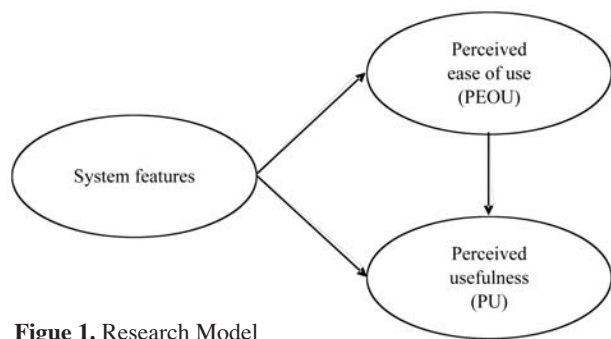 Perceived
ease of use
(PEOU)
System features
Perceived
usefulness
(PU)
Figue 1. Research Model